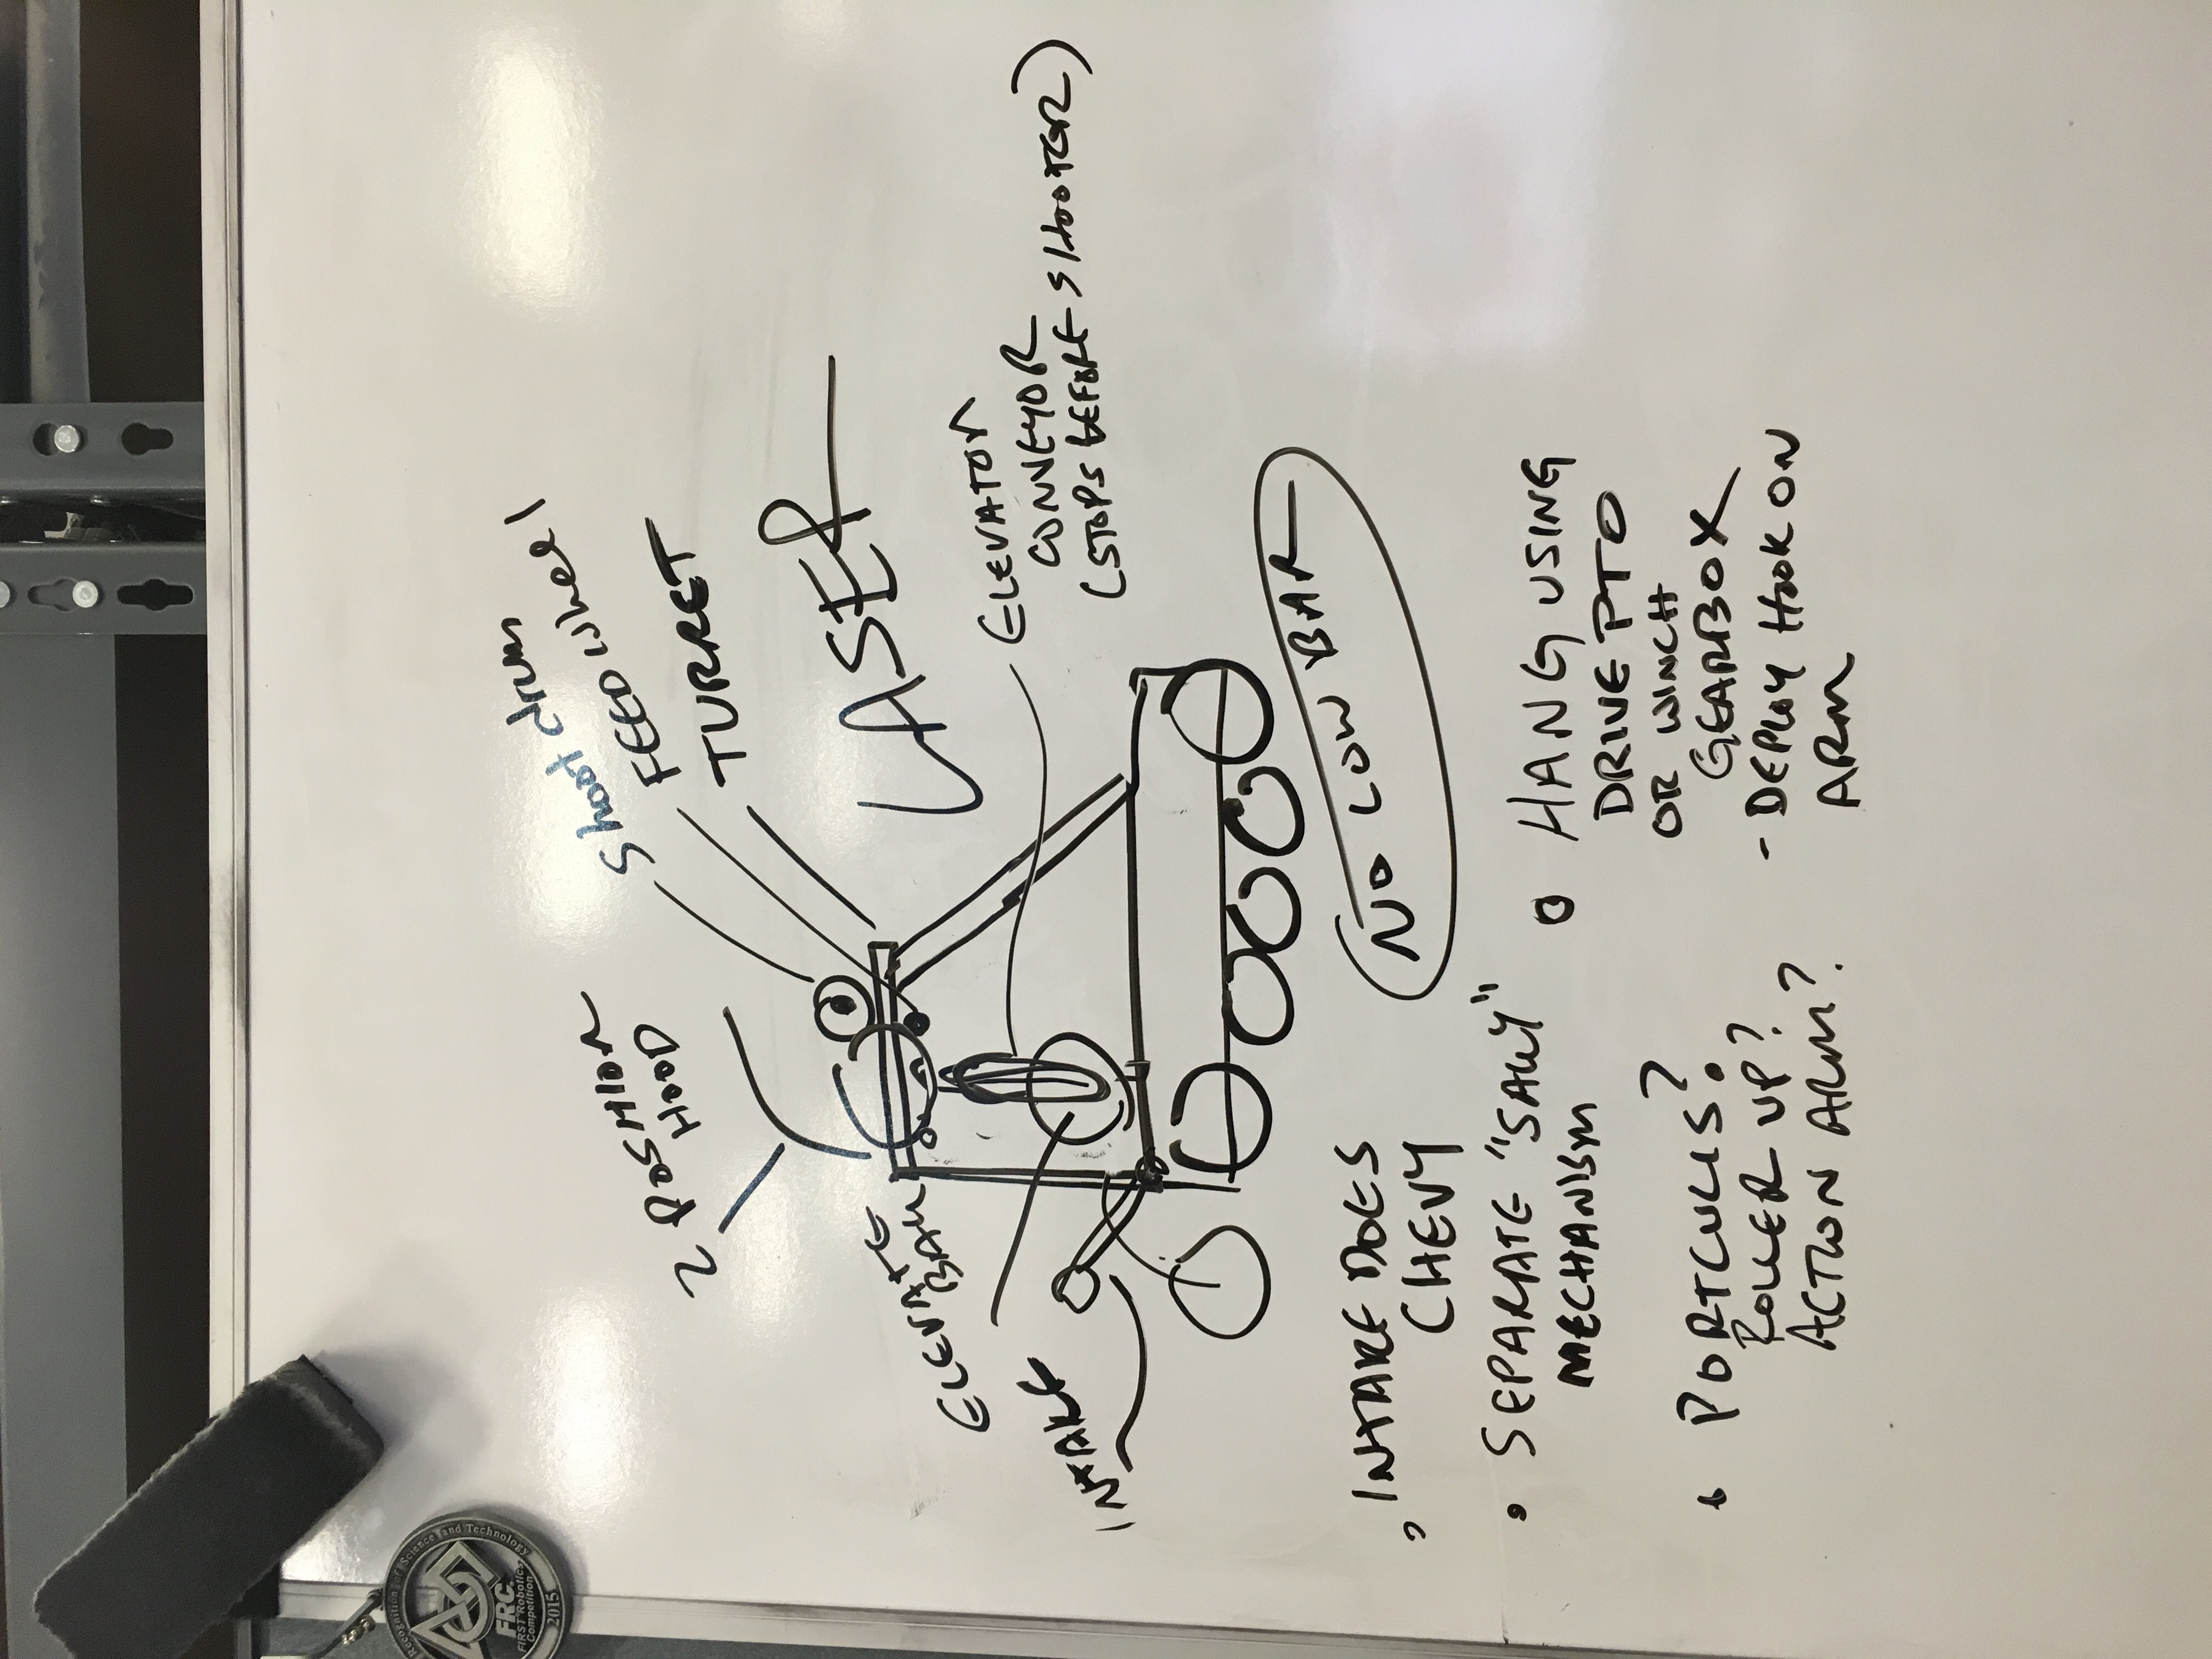 Recognition of Science and Technology
FRC
FIRST Robotics
Competition
2015
2 POSITION
HOOD
Shoot drum
FEED wheel
TURRET
LASER
ELEVATE
BALL
INTAKE
ELEVATOR
CONVEYOR
(STOPS BEFORE SHOOTER)
NO LOW BAR
INTAKE DOES
CHEVY
• SEPARATE "SALLY"
MECHANISM
• PORTCULLIS?
ROLLER UP?
ACTION ARM?
• HANG USING
DRIVE PTO
OR WINCH
GEARBOX
- DEPLOY HOOK ON
ARM